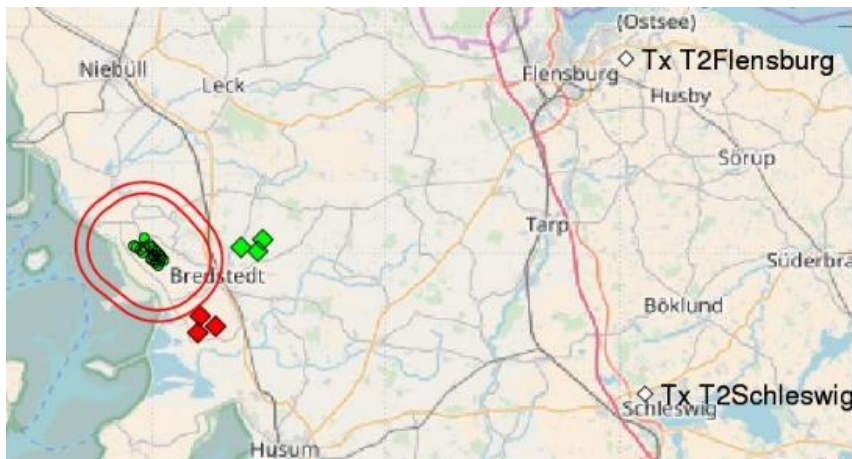 (Ostsee)
Tx T2Flensburg
Niebüll
Flensburg
Leck
Husby
Sörup
Tarp
Süderbra
Bredstedt
Böklund
Tx T2Schleswig
Schleswig
Husum